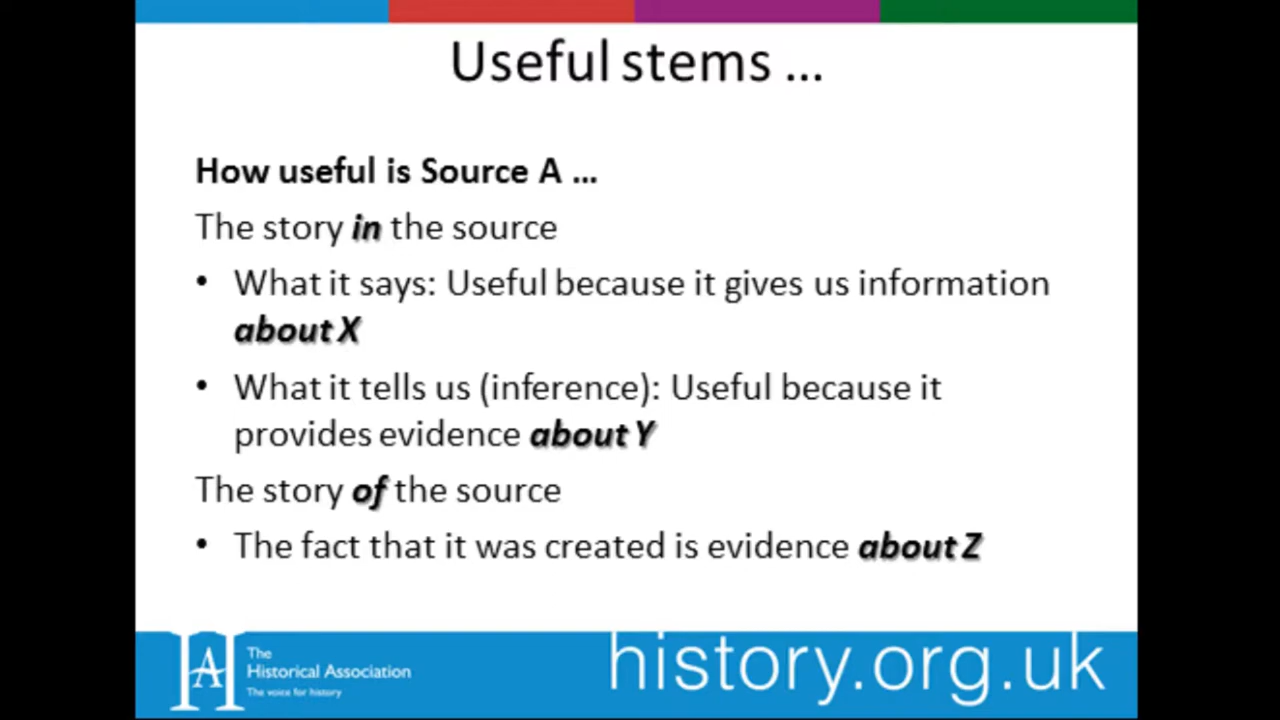 Useful stems ...
How useful is Source A ...
The story in the source
• What it says: Useful because it gives us information
about X
• What it tells us (inference): Useful because it
provides evidence about Y
The story of the source
• The fact that it was created is evidence about Z
The
Historical Association
The voice for history
history.org.uk